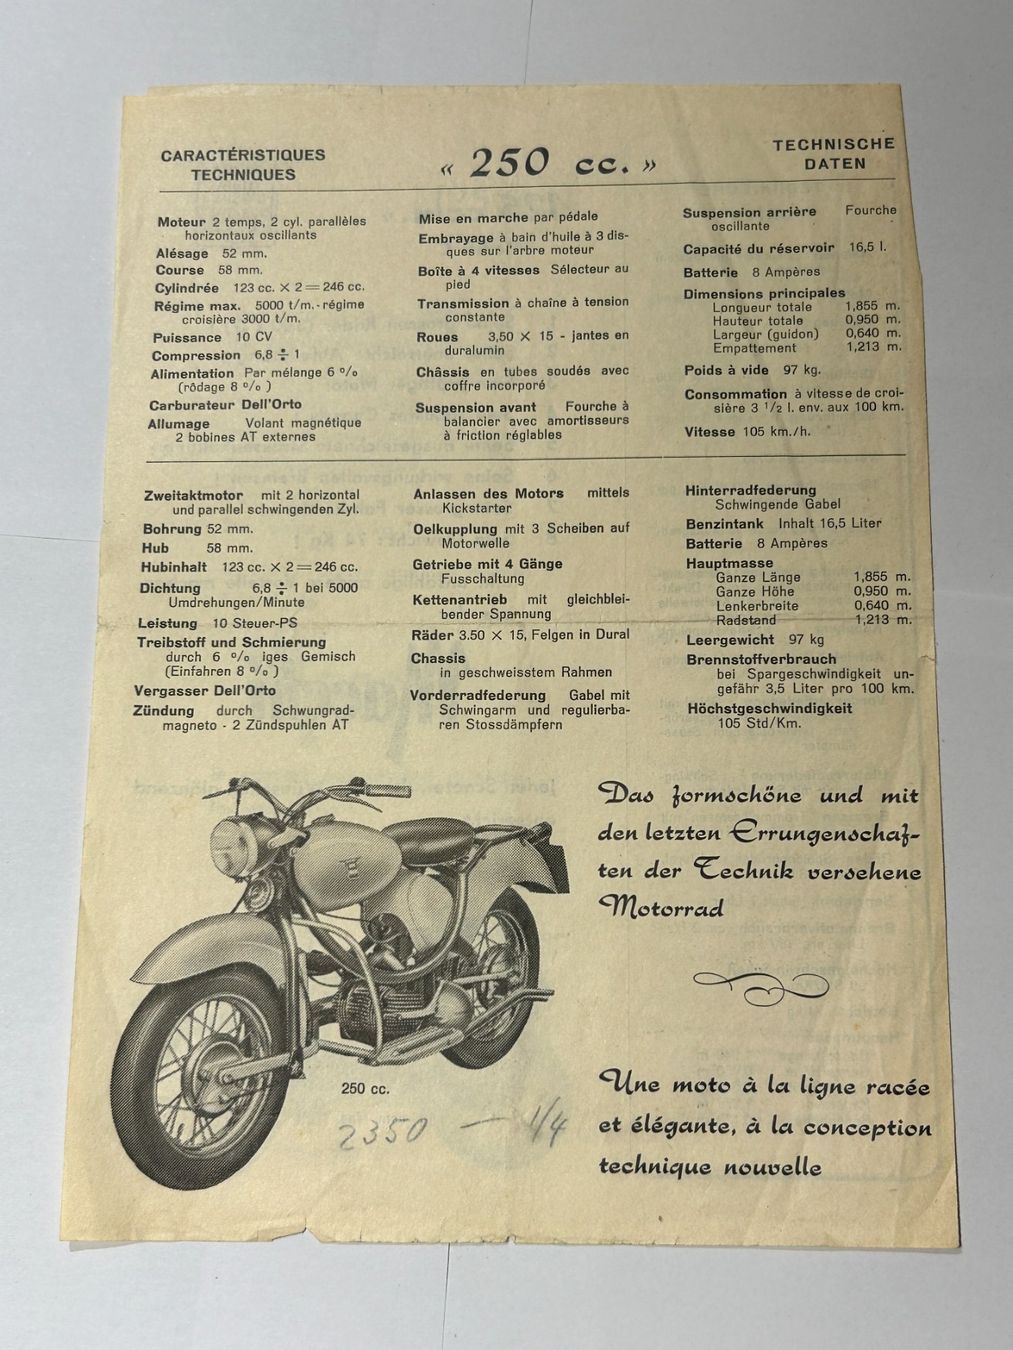 CARACTÉRISTIQUES
TECHNIQUES
« 250 cc. »
TECHNISCHE
DATEN
Moteur 2 temps, 2 cyl. parallèles
horizontaux oscillants
Alésage 52 mm.
Course 58 mm.
Cylindrée 123 cc. × 2 = 246 cc.
Régime max. 5000 t/m. - régime
croisière 3000 t/m.
Puissance 10 CV
Compression 6,8 ÷ 1
Alimentation Par mélange 6 %
(rôdage 8 %)
Carburateur Dell'Orto
Allumage Volant magnétique
2 bobines AT externes
Mise en marche par pédale
Embrayage à bain d'huile à 3 dis-
ques sur l'arbre moteur
Boîte à 4 vitesses Sélecteur au
pied
Transmission à chaîne à tension
constante
Roues 3,50 × 15 - jantes en
duralumin
Châssis en tubes soudés avec
coffre incorporé
Suspension avant Fourche à
balancier avec amortisseurs
à friction réglables
Suspension arrière Fourche
oscillante
Capacité du réservoir 16,5 l.
Batterie 8 Ampères
Dimensions principales
Longueur totale 1,855 m.
Hauteur totale 0,950 m.
Largeur (guidon) 0,640 m.
Empattement 1,213 m.
Poids à vide 97 kg.
Consommation à vitesse de croi-
sière 3 1/2 l. env. aux 100 km.
Vitesse 105 km./h.
Zweitaktmotor mit 2 horizontal
und parallel schwingenden Zyl.
Bohrung 52 mm.
Hub 58 mm.
Hubinhalt 123 cc. × 2 = 246 cc.
Dichtung 6,8 ÷ 1 bei 5000
Umdrehungen/Minute
Leistung 10 Steuer-PS
Treibstoff und Schmierung
durch 6 % iges Gemisch
(Einfahren 8 %)
Vergasser Dell'Orto
Zündung durch Schwungrad-
magneto - 2 Zündspuhlen AT
Anlassen des Motors mittels
Kickstarter
Oelkupplung mit 3 Scheiben auf
Motorwelle
Getriebe mit 4 Gänge
Fusschaltung
Kettenantrieb mit gleichblei-
bender Spannung
Räder 3.50 × 15, Felgen in Dural
Chassis
in geschweisstem Rahmen
Vorderradfederung Gabel mit
Schwingarm und regulierba-
ren Stossdämpfern
Hinterradfederung
Schwingende Gabel
Benzintank Inhalt 16,5 Liter
Batterie 8 Ampères
Hauptmasse
Ganze Länge 1,855 m.
Ganze Höhe 0,950 m.
Lenkerbreite 0,640 m.
Radstand 1,213 m.
Leergewicht 97 kg
Brennstoffverbrauch
bei Spargeschwindigkeit un-
gefähr 3,5 Liter pro 100 km.
Höchstgeschwindigkeit
105 Std/Km.
Das formschöne und mit
den letzten Errungenschaf-
ten der Technik versehene
Motorrad
250 cc.
2350 — 1/4
Une moto à la ligne racée
et élégante, à la conception
technique nouvelle